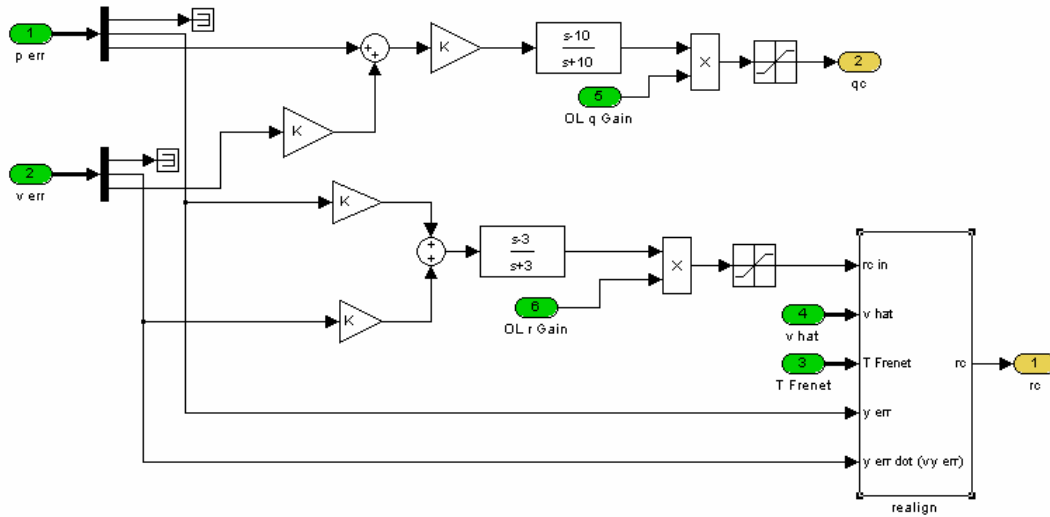 1
p err
K
s-10
s+10
5
OL q Gain
X
2
qc
K
2
v err
K
s-3
s+3
6
OL r Gain
X
K
rc in
4
v hat
v hat
3
T Frenet
T Frenet
rc
1
rc
y err
y err dot (vy err)
realign